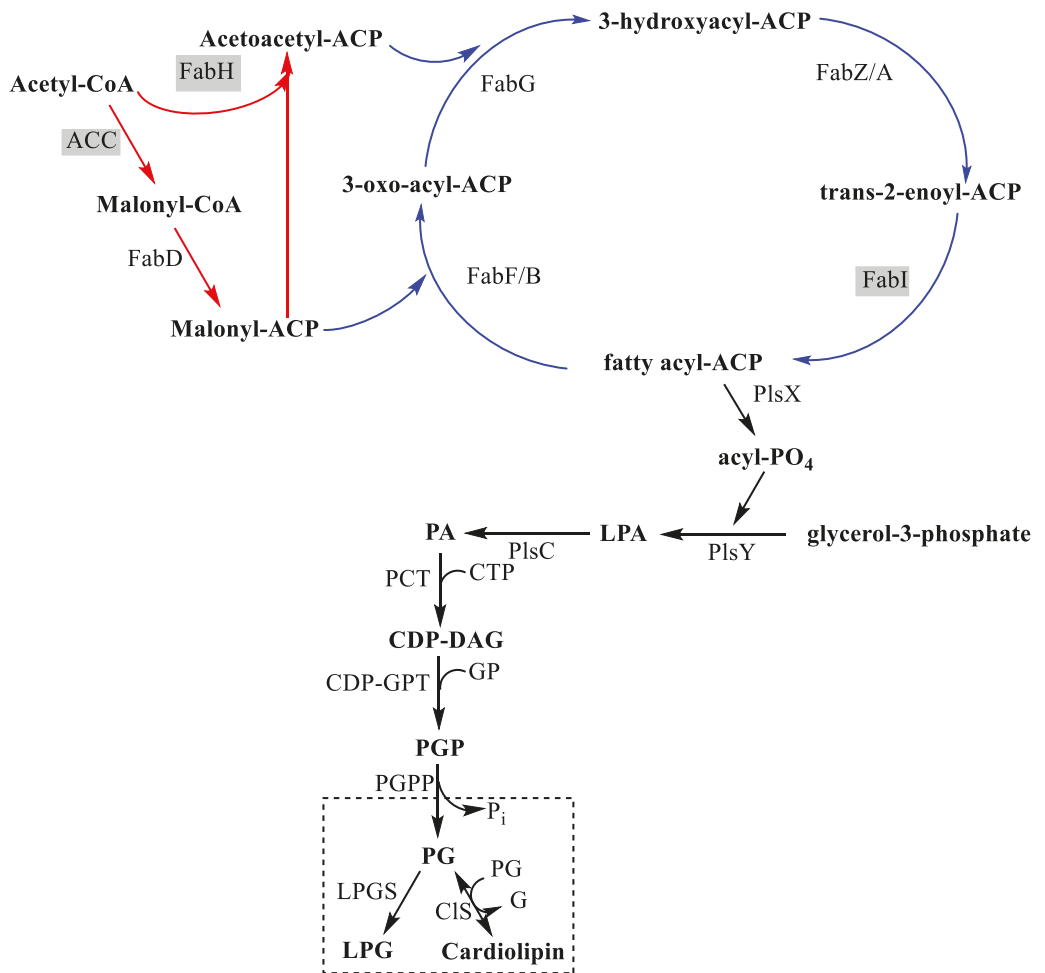 3-hydroxyacyl-ACP
Acetoacetyl-ACP
FabH
Acetyl-CoA
FabG
FabZ/A
ACC
3-oxo-acyl-ACP
trans-2-enoyl-ACP
Malonyl-CoA
FabD
FabF/B
FabI
Malonyl-ACP
fatty acyl-ACP
PlsX
acyl-PO₄
PA
LPA
glycerol-3-phosphate
PlsC
PlsY
PCT
CTP
CDP-DAG
CDP-GPT
GP
PGP
PGPP
Pᵢ
PG
PG
LPGS
ClS
G
LPG
Cardiolipin